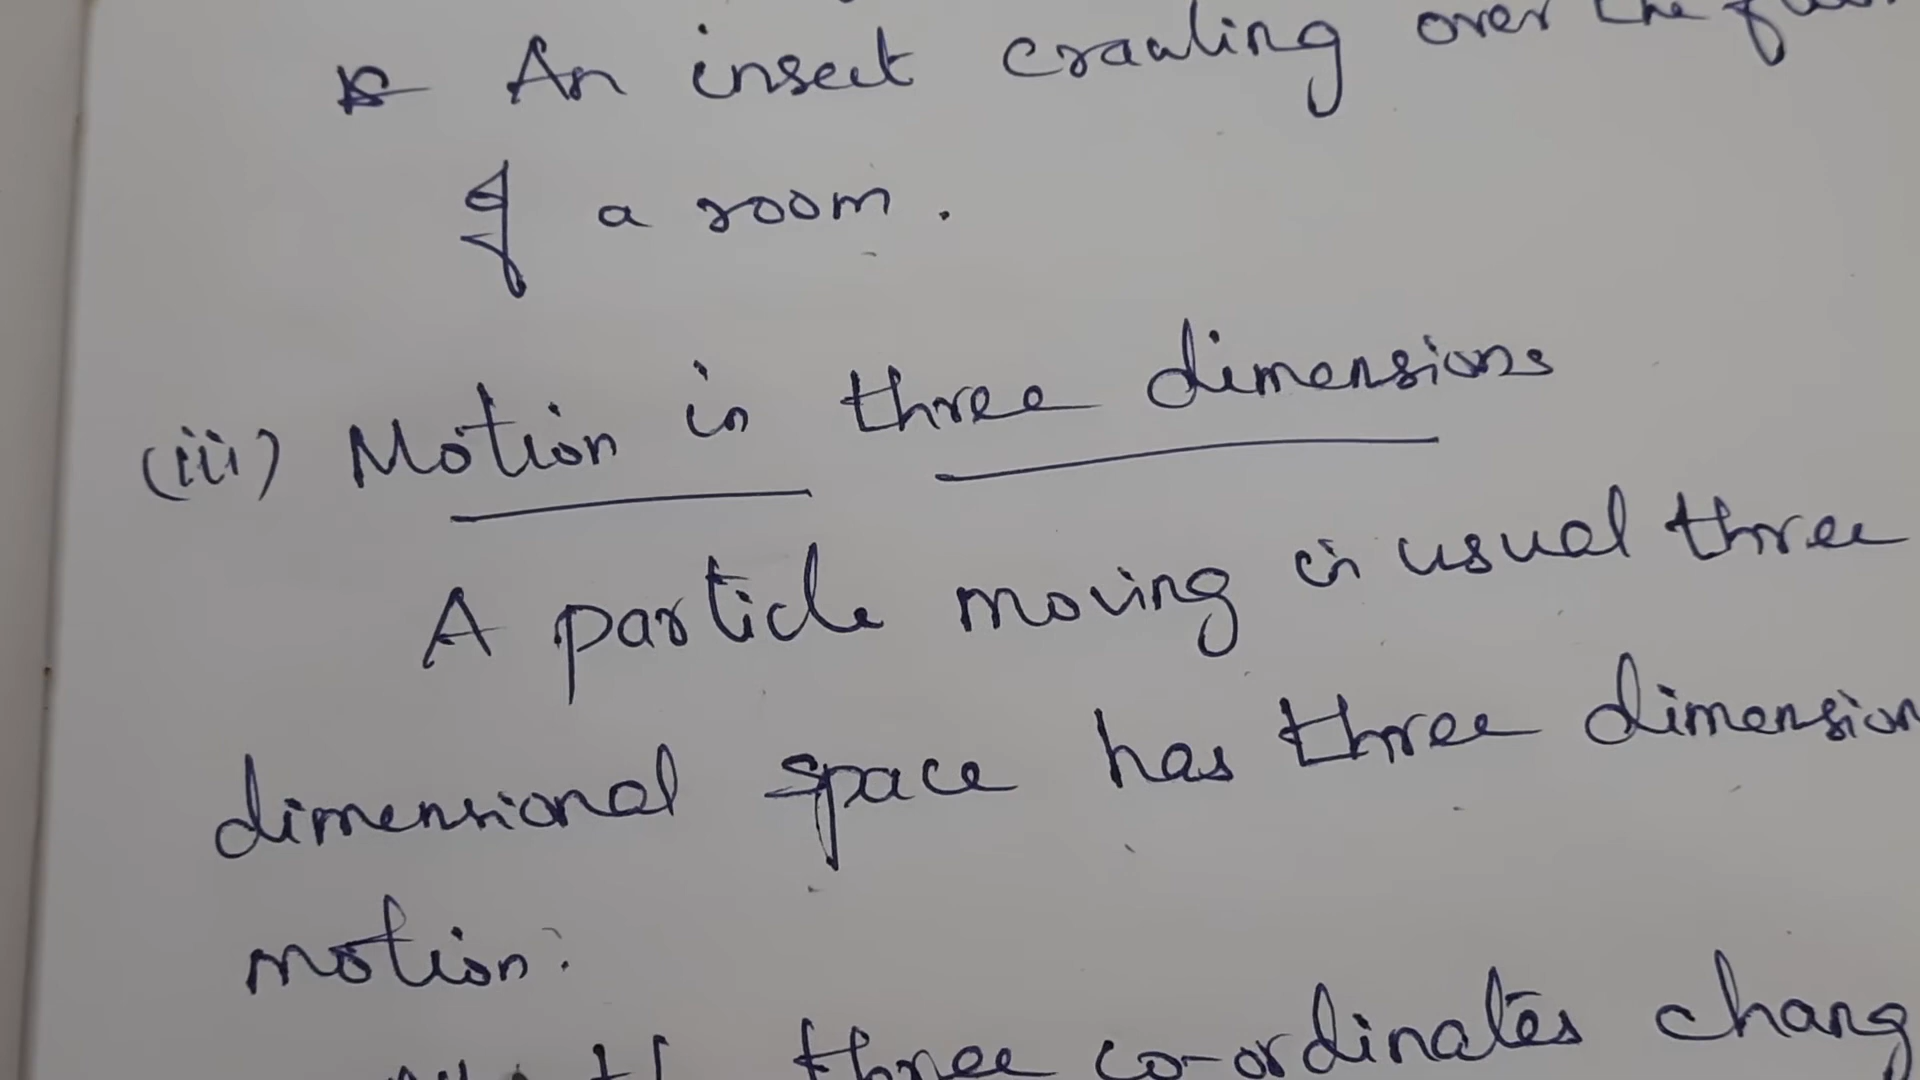 An insect crawling over the
of a room.
(iii) Motion in three dimensions
A particle moving in usual three
dimensional space has three dimension
motion.
three co-ordinates chang